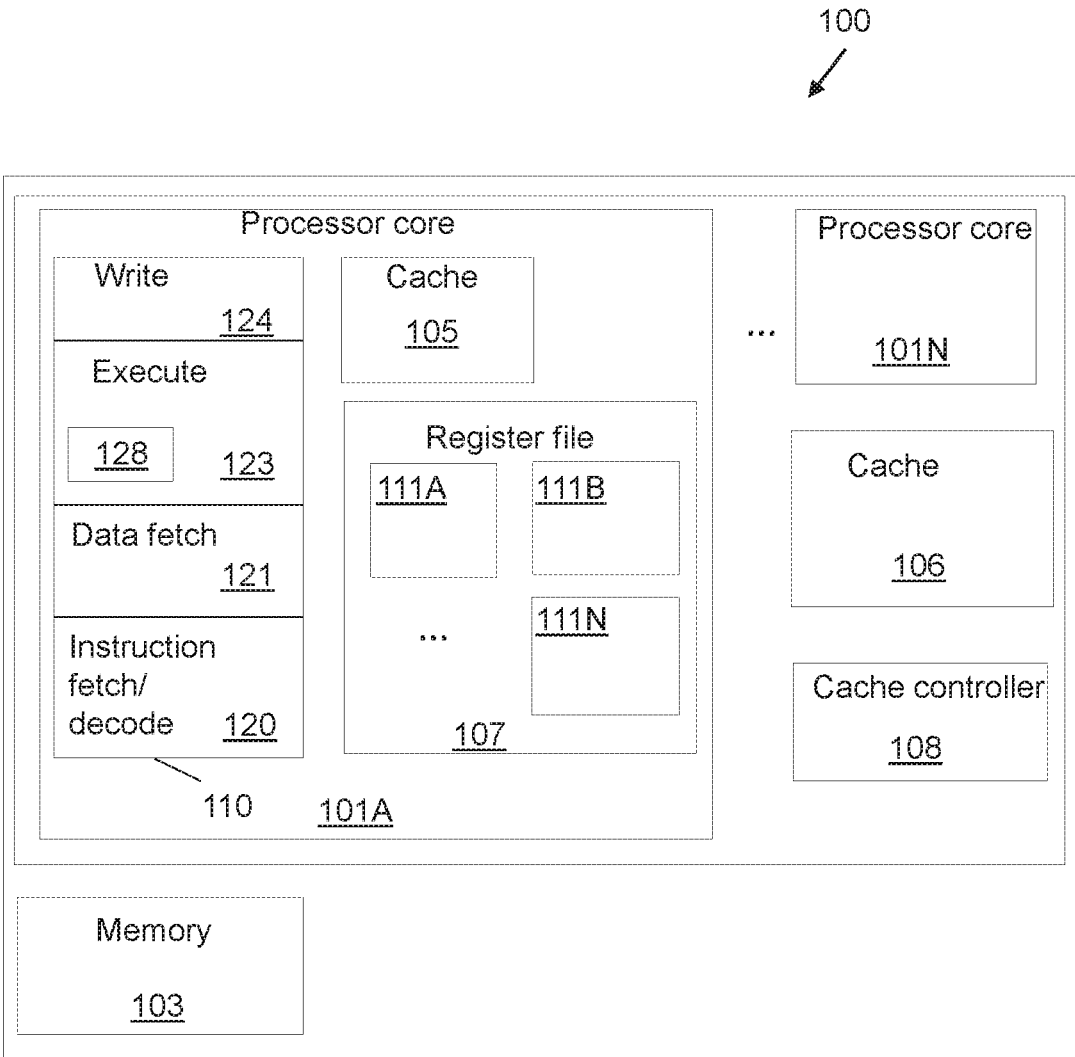 100
Processor core
Write
124
Execute
128
123
Data fetch
121
Instruction
fetch/
decode
120
110
101A
Cache
105
Register file
111A
111B
...
111N
107
...
Processor core
101N
Cache
106
Cache controller
108
Memory
103